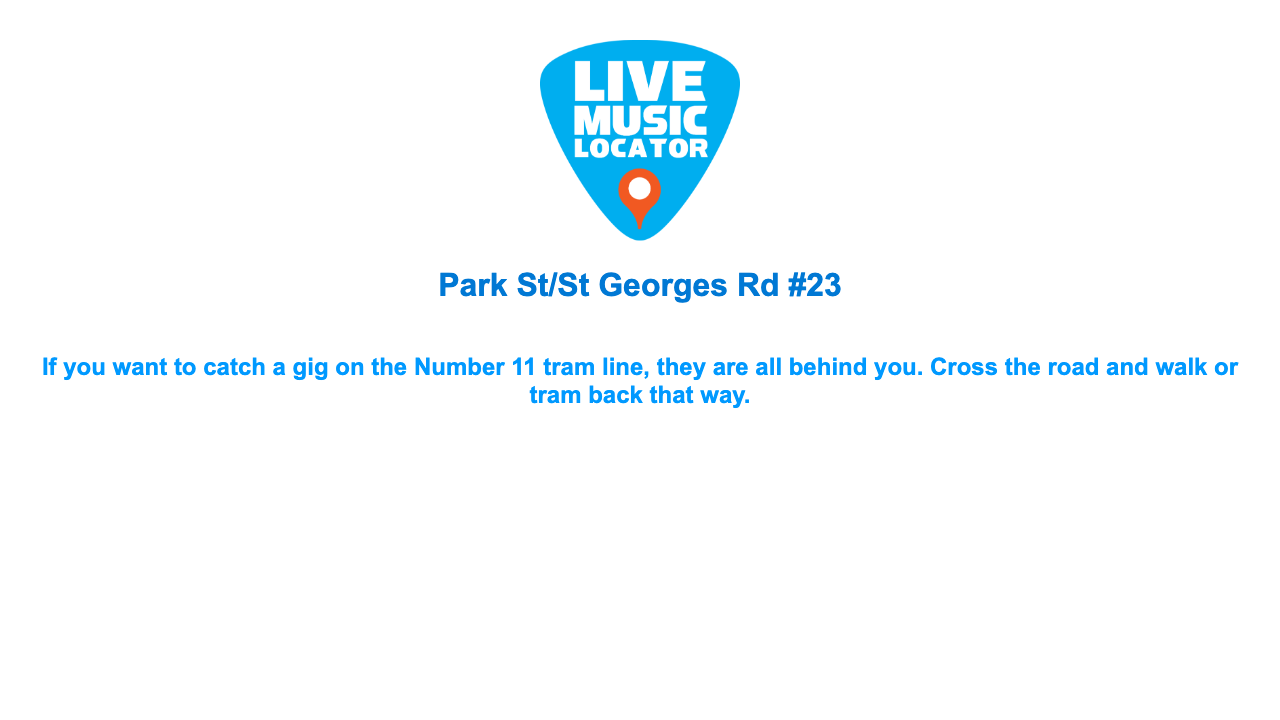 LIVE
MUSIC
LOCATOR
Park St/St Georges Rd #23
If you want to catch a gig on the Number 11 tram line, they are all behind you. Cross the road and walk or
tram back that way.